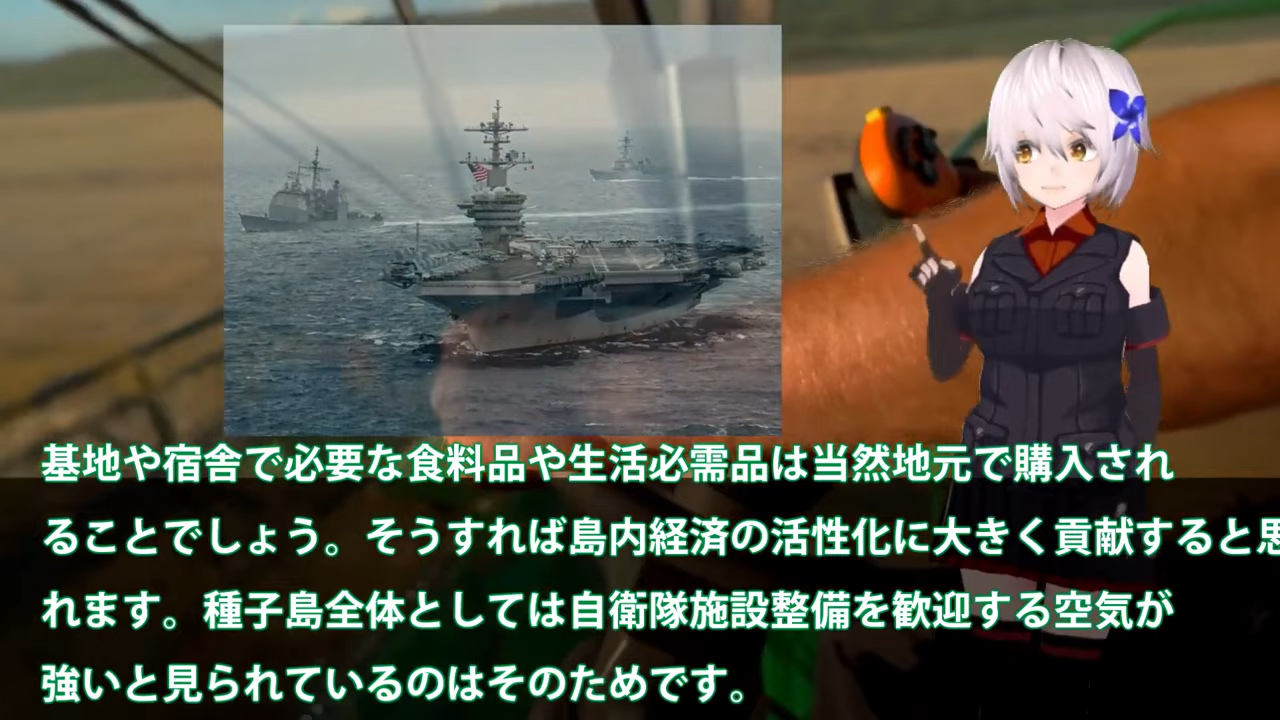 基地や宿舎で必要な食料品や生活必需品は当然地元で購入され
ることでしょう。そうすれば島内経済の活性化に大きく貢献すると思
れます。種子島全体としては自衛隊施設整備を歓迎する空気が
強いと見られているのはそのためです。